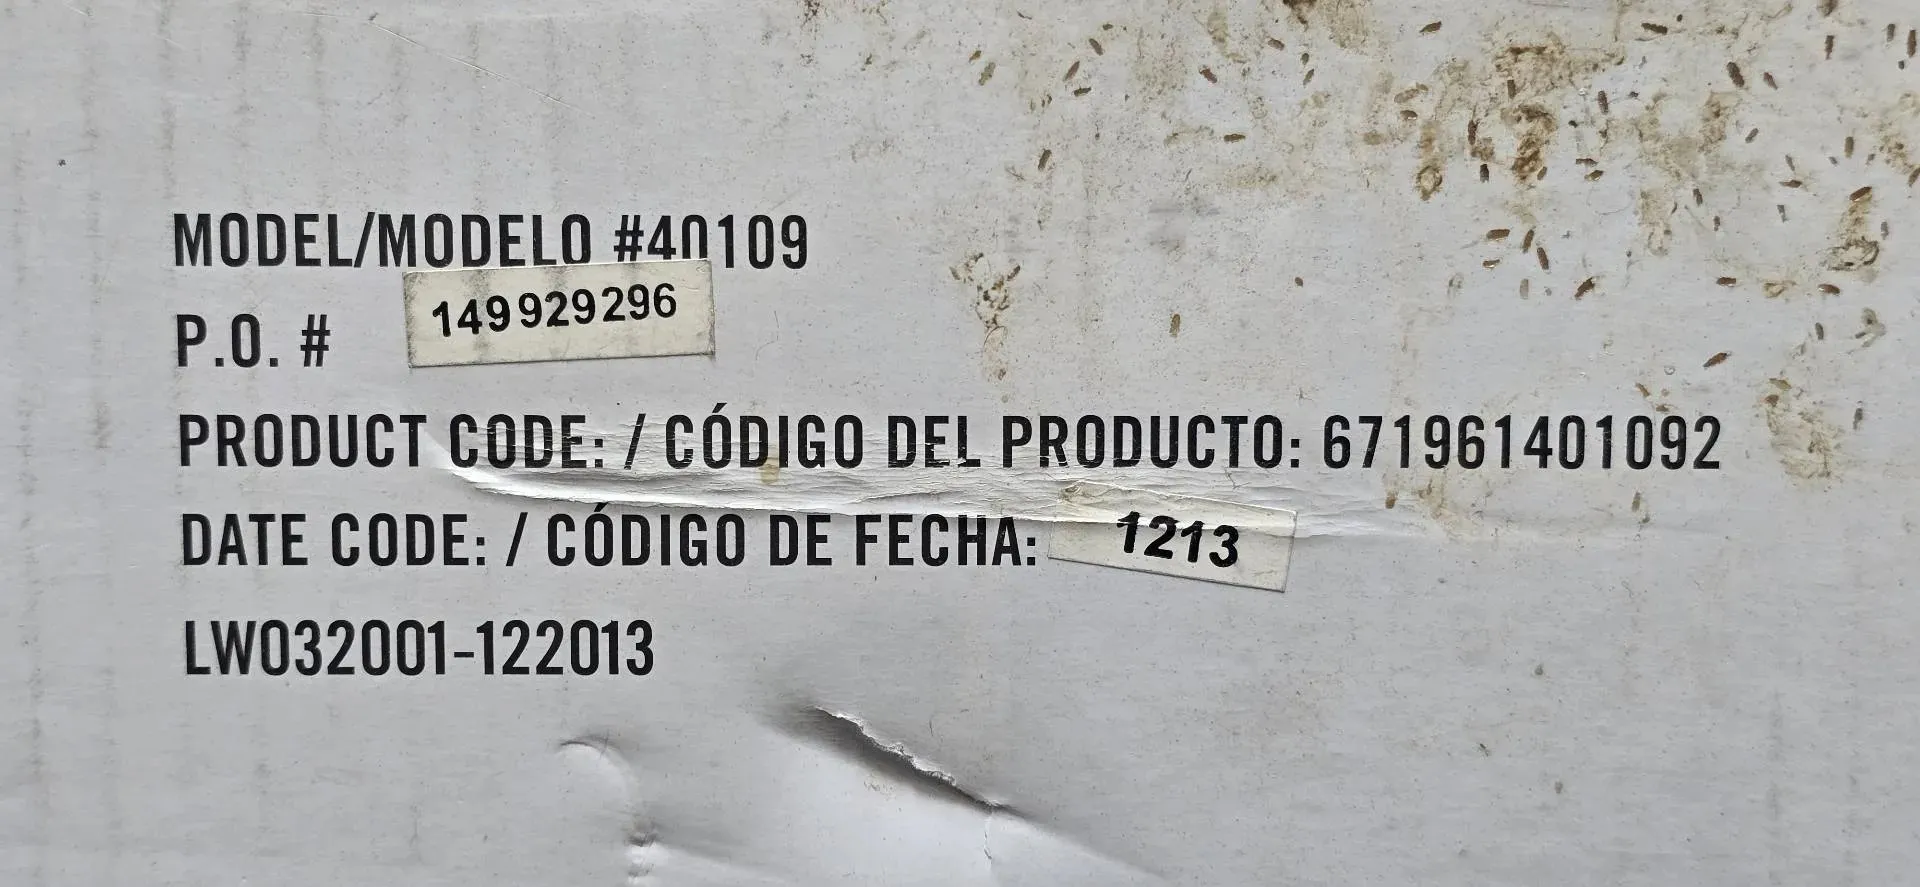 MODEL/MODELO #40109
P.O. # 149929296
PRODUCT CODE: / CÓDIGO DEL PRODUCTO: 671961401092
DATE CODE: / CÓDIGO DE FECHA: 1213
LW032001-122013